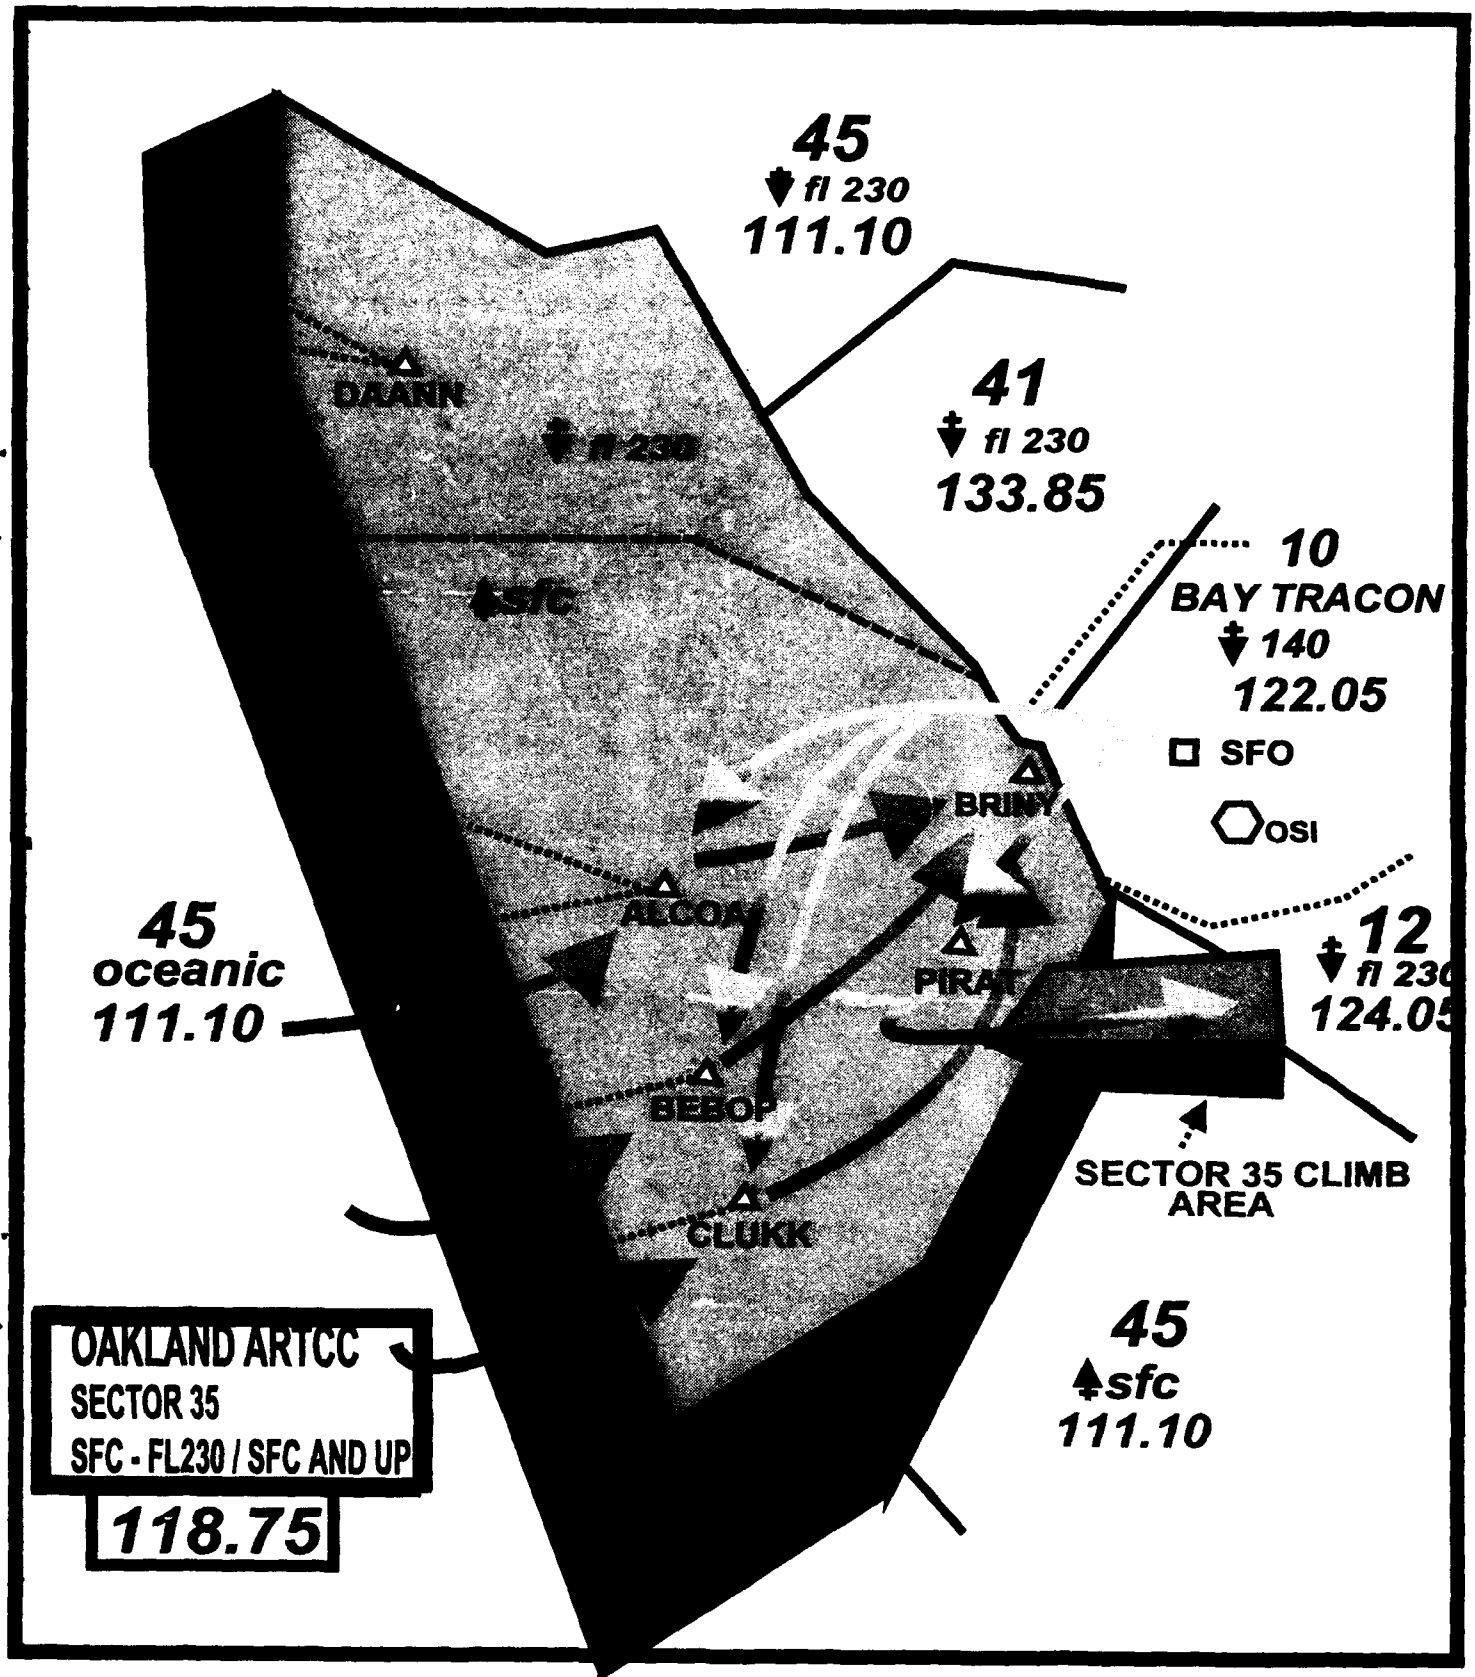 45
fl 230
111.10
41
fl 230
133.85
DAANN
fl 230
sfc
10
BAY TRACON
140
122.05
SFO
OSI
BRINY
ALCOA
PIRAT
BEBOP
CLUKK
45
oceanic
111.10
12
fl 230
124.05
SECTOR 35 CLIMB
AREA
45
sfc
111.10
OAKLAND ARTCC
SECTOR 35
SFC - FL230 / SFC AND UP
118.75